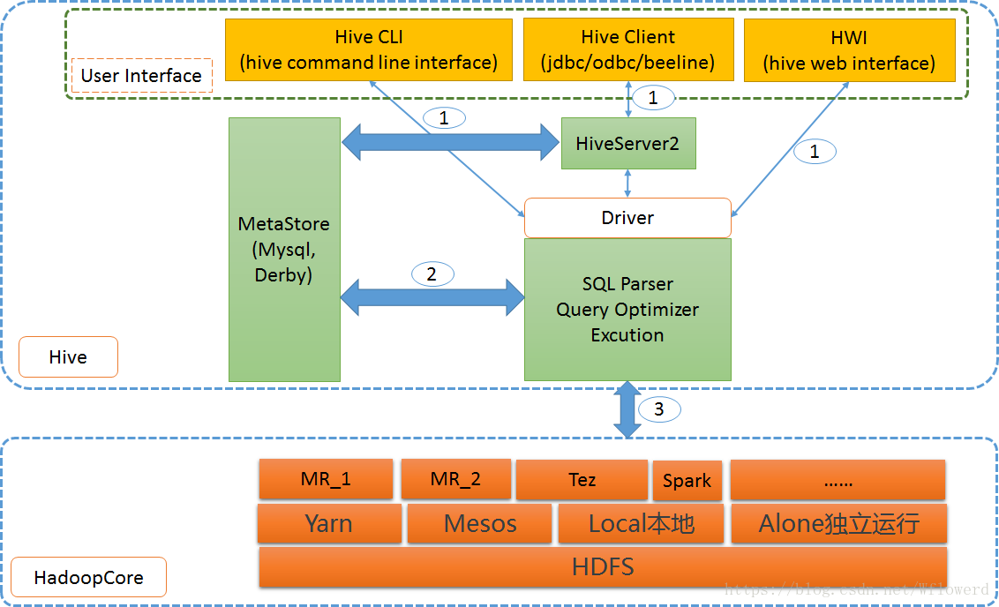 Hive CLI
(hive command line interface)
Hive Client
(jdbc/odbc/beeline)
HWI
(hive web interface)
User Interface
1
1
1
HiveServer2
MetaStore
(Mysql,
Derby)
Driver
2
SQL Parser
Query Optimizer
Excution
Hive
3
MR_1
MR_2
Tez
Spark
......
Yarn
Mesos
Local本地
Alone独立运行
HDFS
HadoopCore
https://blog.csdn.net/Wflowerd